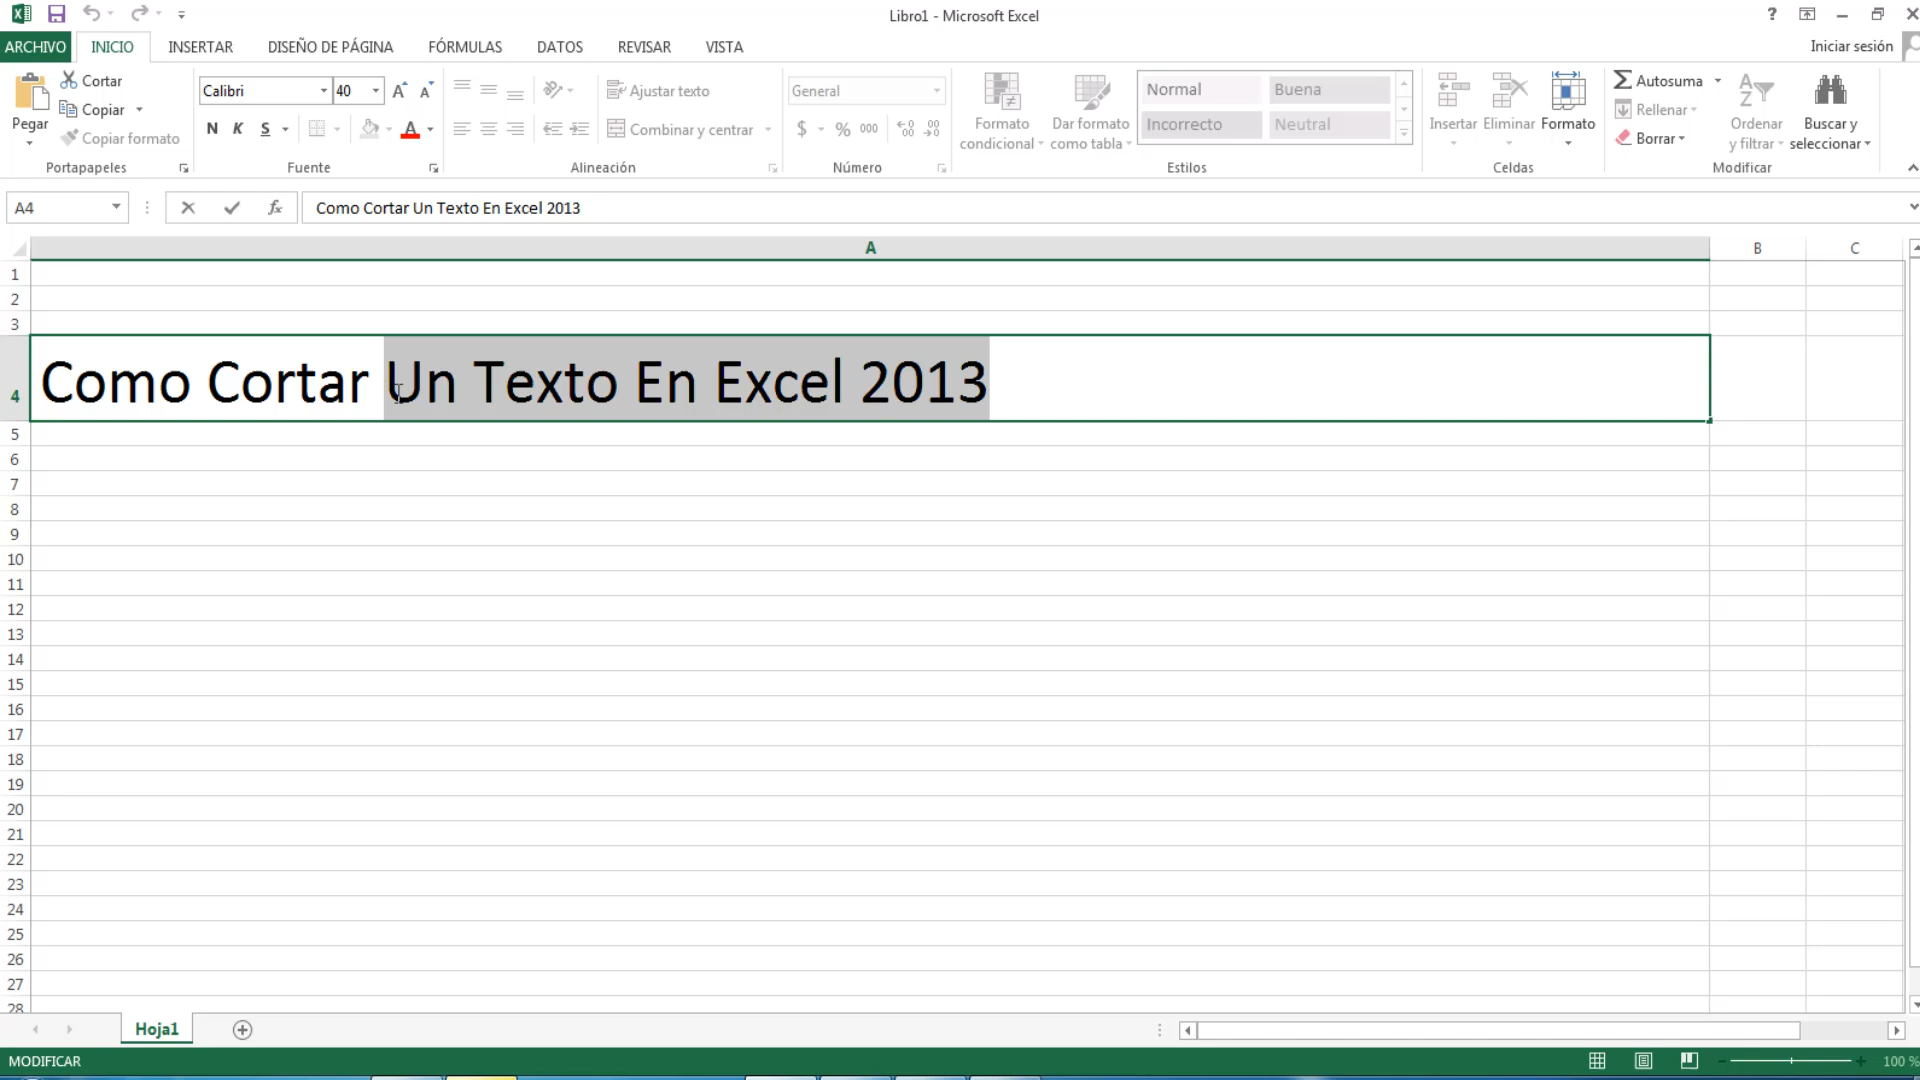 Libro1 - Microsoft Excel
?
ARCHIVO INICIO INSERTAR DISEÑO DE PÁGINA FÓRMULAS DATOS REVISAR VISTA Iniciar sesión
Pegar
Cortar
Copiar
Copiar formato
Portapapeles
Calibri 40
N K S
Fuente
Ajustar texto
Combinar y centrar
Alineación
General
$ % 000
Número
Formato condicional
Dar formato como tabla
Normal Buena
Incorrecto Neutral
Estilos
Insertar Eliminar Formato
Celdas
Autosuma
Rellenar
Borrar
Ordenar y filtrar
Buscar y seleccionar
Modificar
A4 fx Como Cortar Un Texto En Excel 2013
A B C
1
2
3
4 Como Cortar Un Texto En Excel 2013
5
6
7
8
9
10
11
12
13
14
15
16
17
18
19
20
21
22
23
24
25
26
27
28
Hoja1
MODIFICAR 100 %